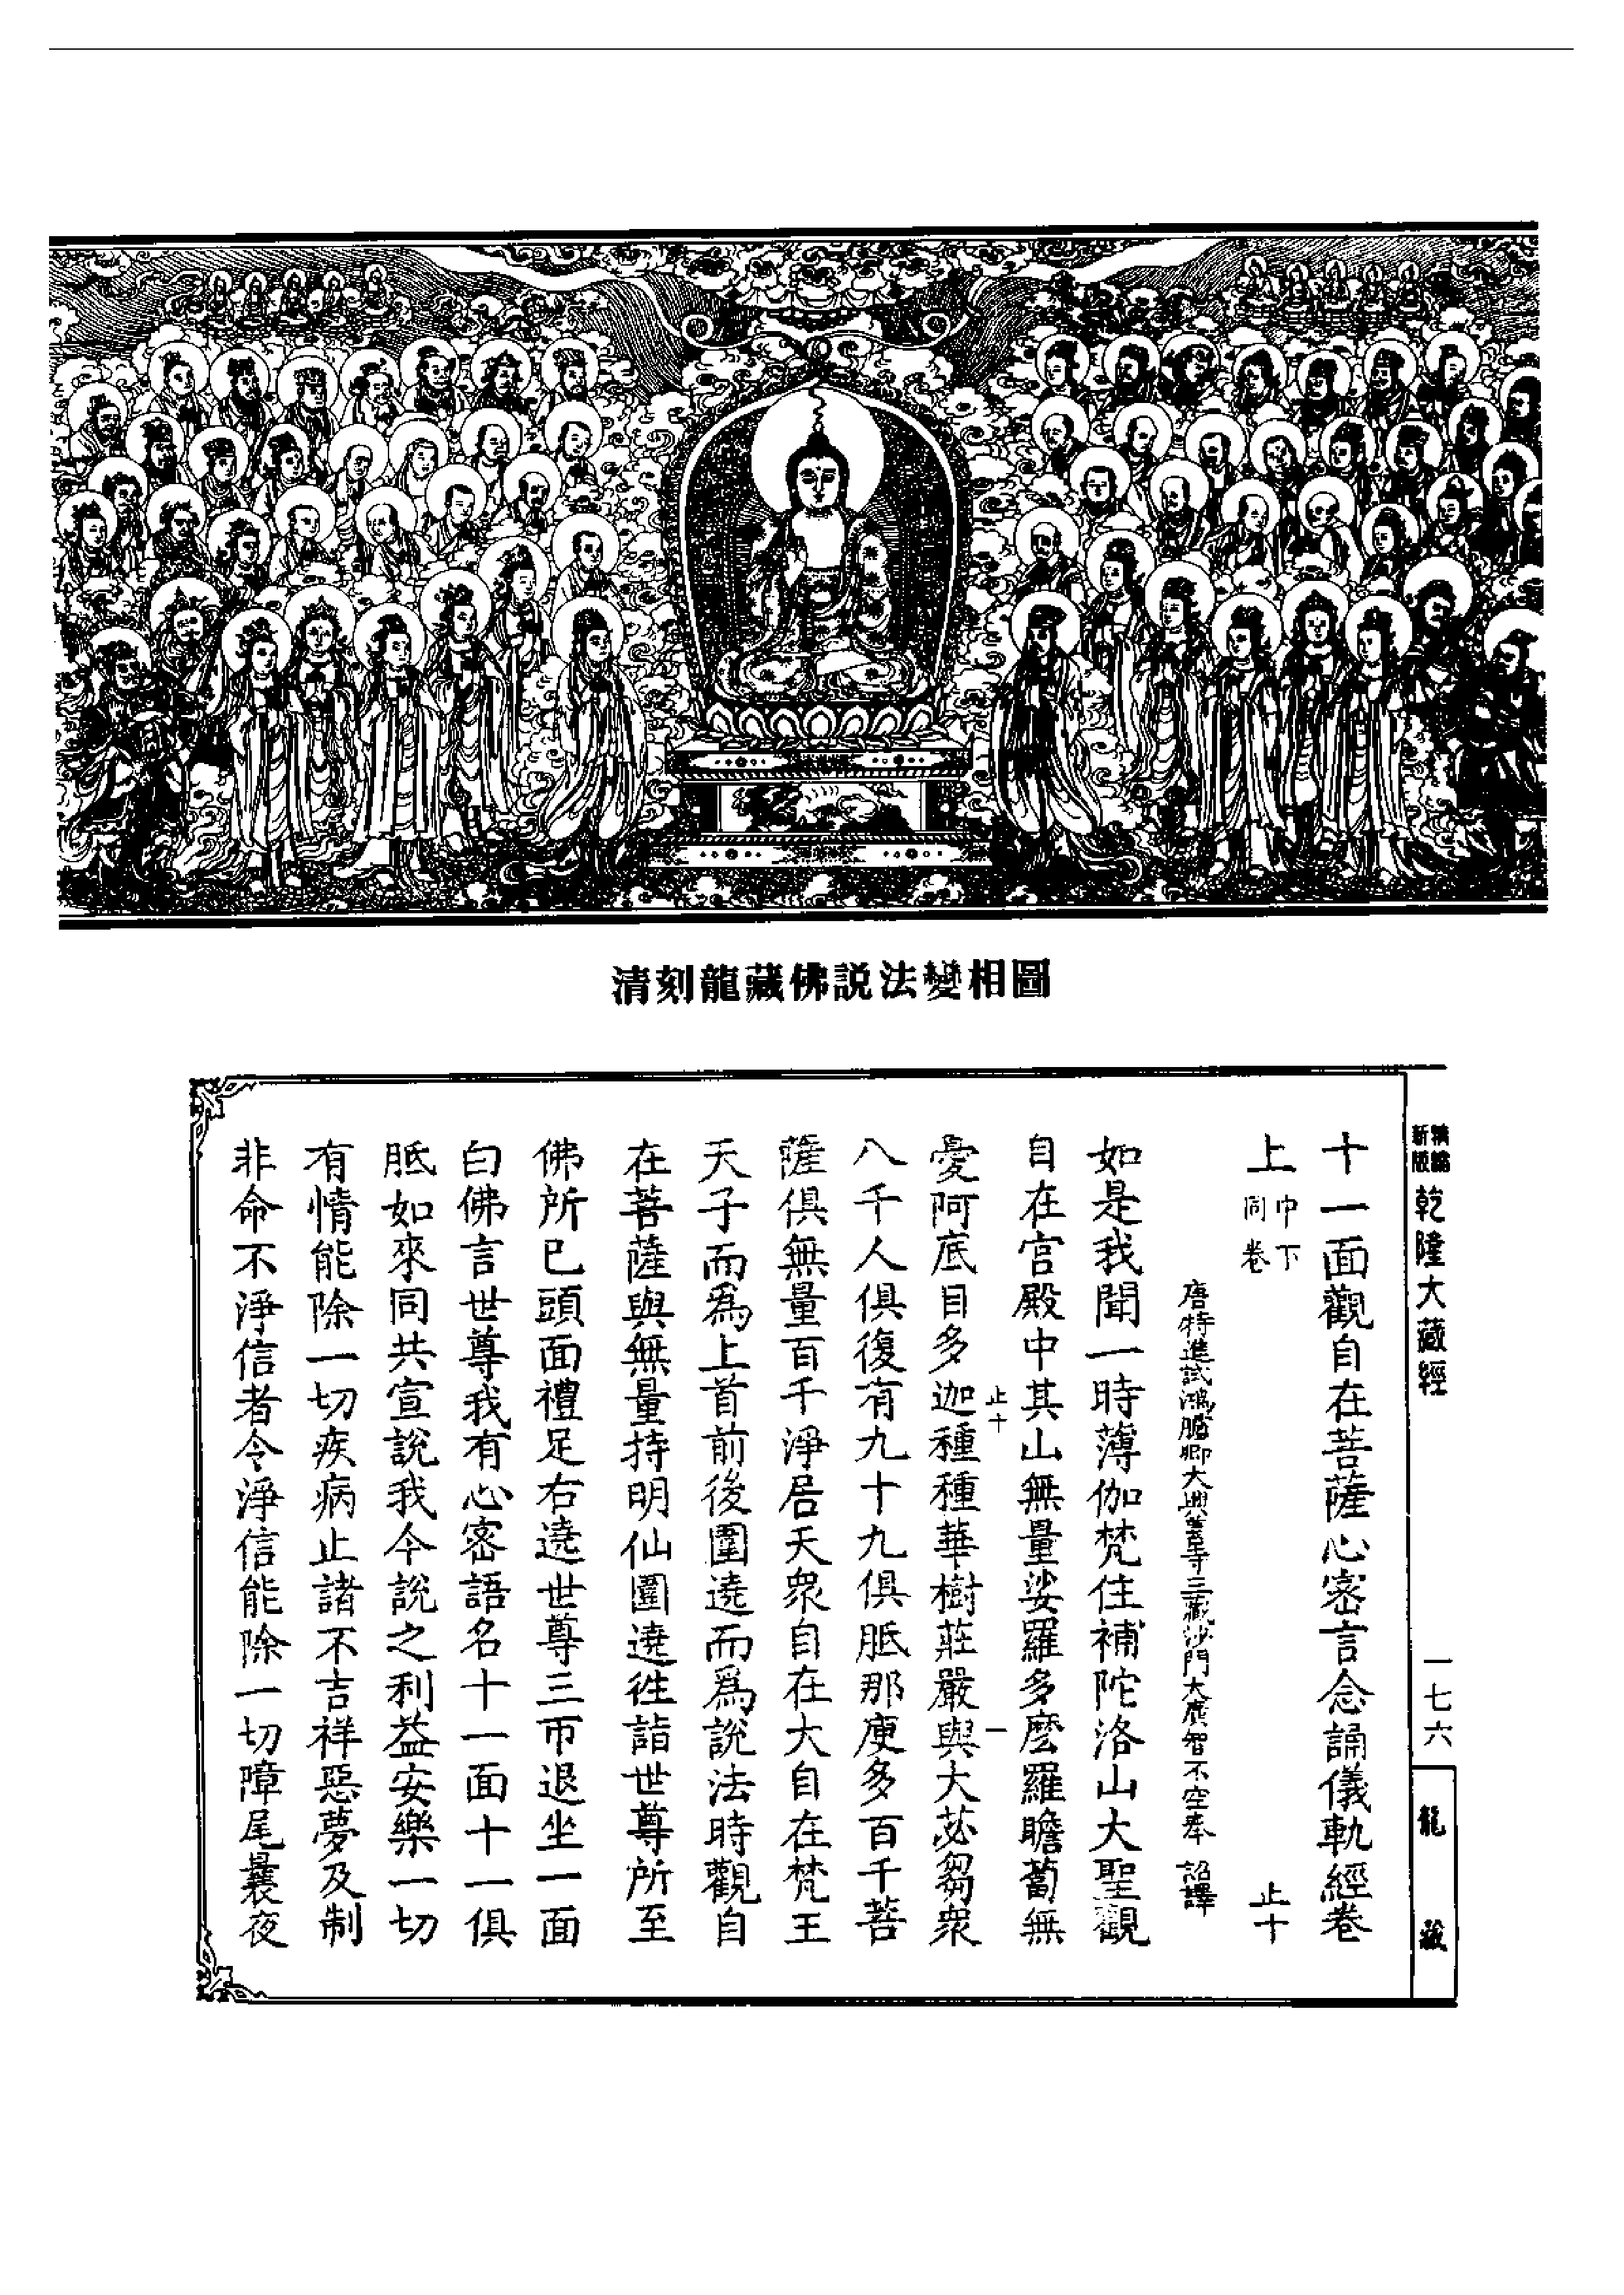 清刻龍藏佛説法變相圖
新編
精縮版
乾隆大藏經
一七六
龍藏
十一面觀自在菩薩心密言念誦儀軌經卷
上 中下同卷 止十
唐特進試鴻臚卿大興善寺三藏沙門大廣智不空奉 詔譯
如是我聞一時薄伽梵住補陀洛山大聖觀
自在宮殿中其山無量娑羅多麽羅瞻蔔無
止十 一
憂阿底目多迦種種華樹莊嚴與大苾芻衆
八千人俱復有九十九俱胝那庾多百千菩
薩俱無量百千淨居天衆自在大自在梵王
天子而爲上首前後圍遶而爲說法時觀自
在菩薩與無量持明仙圍遶往詣世尊所至
佛所已頭面禮足右遶世尊三帀退坐一面
白佛言世尊我有心密語名十一面十一俱
胝如來同共宣說我今說之利益安樂一切
有情能除一切疾病止諸不吉祥惡夢及制
非命不淨信者令淨信能除一切障尾曩夜